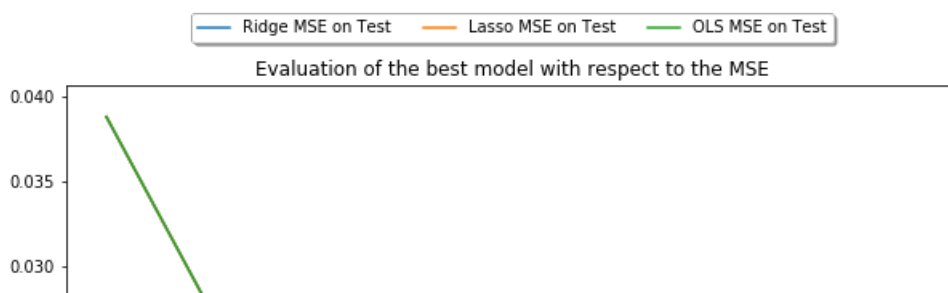 Ridge MSE on Test Lasso MSE on Test OLS MSE on Test
Evaluation of the best model with respect to the MSE
0.040
0.035
0.030